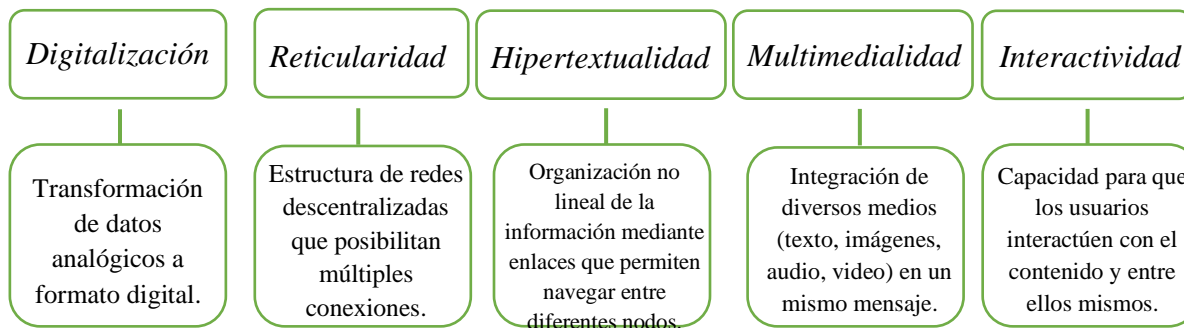 Digitalización
Reticularidad
Hipertextualidad
Multimedialidad
Interactividad
Transformación
de datos
analógicos a
formato digital.
Estructura de redes
descentralizadas
que posibilitan
múltiples
conexiones.
Organización no
lineal de la
información mediante
enlaces que permiten
navegar entre
diferentes nodos.
Integración de
diversos medios
(texto, imágenes,
audio, video) en un
mismo mensaje.
Capacidad para que
los usuarios
interactúen con el
contenido y entre
ellos mismos.